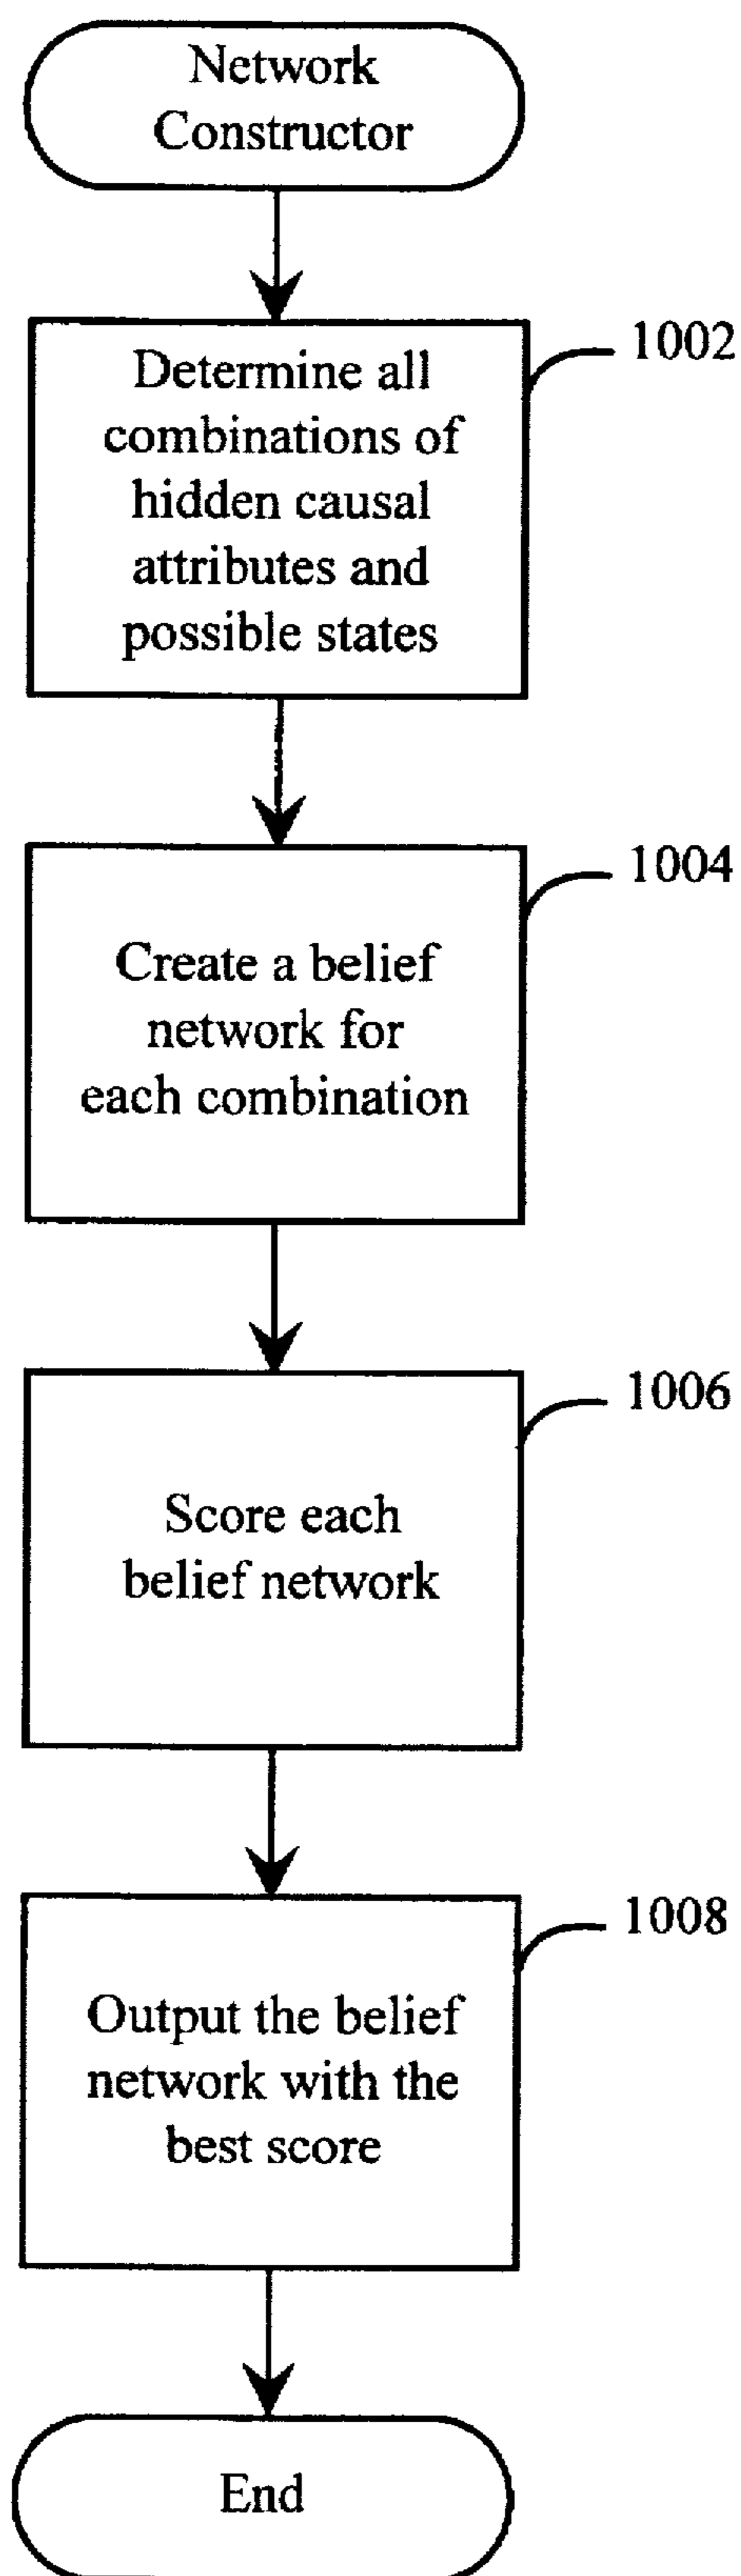 Network
Constructor
1002
Determine all
combinations of
hidden causal
attributes and
possible states
1004
Create a belief
network for
each combination
1006
Score each
belief network
1008
Output the belief
network with the
best score
End